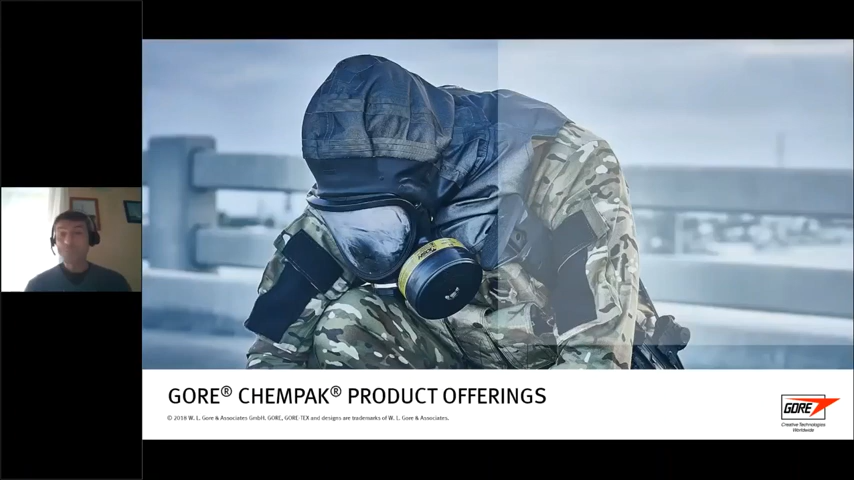 GORE® CHEMPAK® PRODUCT OFFERINGS
© 2018 W. L. Gore & Associates GmbH. GORE, GORE-TEX and designs are trademarks of W. L. Gore & Associates.
GORE
Creative Technologies
Worldwide